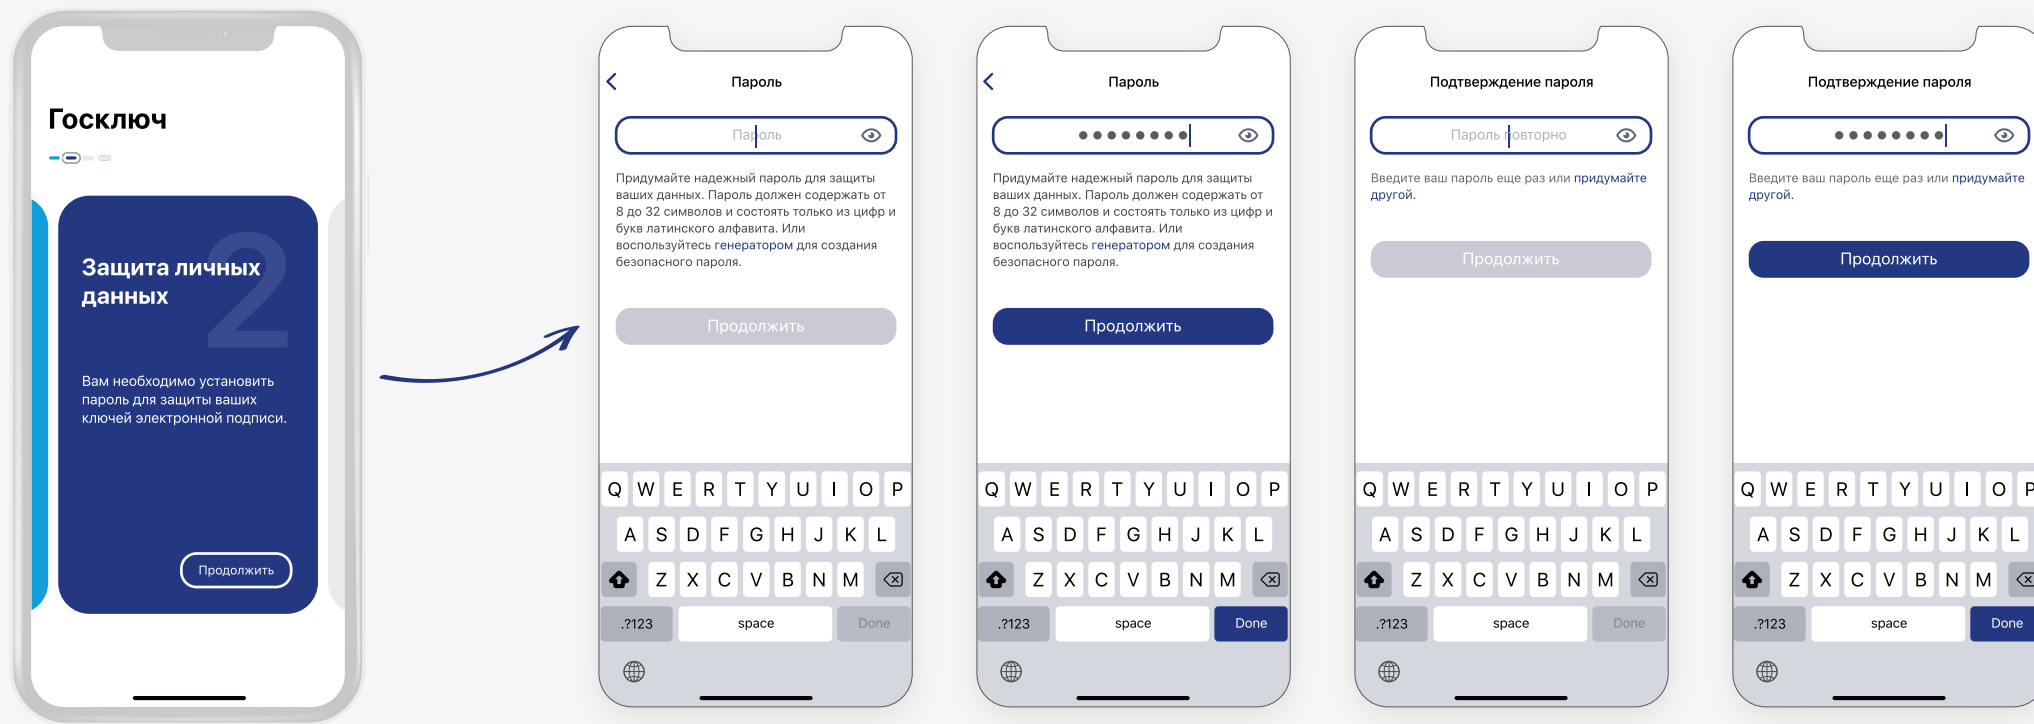 Госключ
2
Защита личных
данных
Вам необходимо установить
пароль для защиты ваших
ключей электронной подписи.
Продолжить
Пароль
Пароль
Придумайте надежный пароль для защиты
ваших данных. Пароль должен содержать от
8 до 32 символов и состоять только из цифр и
букв латинского алфавита. Или
воспользуйтесь генератором для создания
безопасного пароля.
Продолжить
Q W E R T Y U I O P
A S D F G H J K L
Z X C V B N M
.?123 space Done
Пароль
Придумайте надежный пароль для защиты
ваших данных. Пароль должен содержать от
8 до 32 символов и состоять только из цифр и
букв латинского алфавита. Или
воспользуйтесь генератором для создания
безопасного пароля.
Продолжить
Q W E R T Y U I O P
A S D F G H J K L
Z X C V B N M
.?123 space Done
Подтверждение пароля
Пароль повторно
Введите ваш пароль еще раз или придумайте
другой.
Продолжить
Q W E R T Y U I O P
A S D F G H J K L
Z X C V B N M
.?123 space Done
Подтверждение пароля
Введите ваш пароль еще раз или придумайте
другой.
Продолжить
Q W E R T Y U I O P
A S D F G H J K L
Z X C V B N M
.?123 space Done